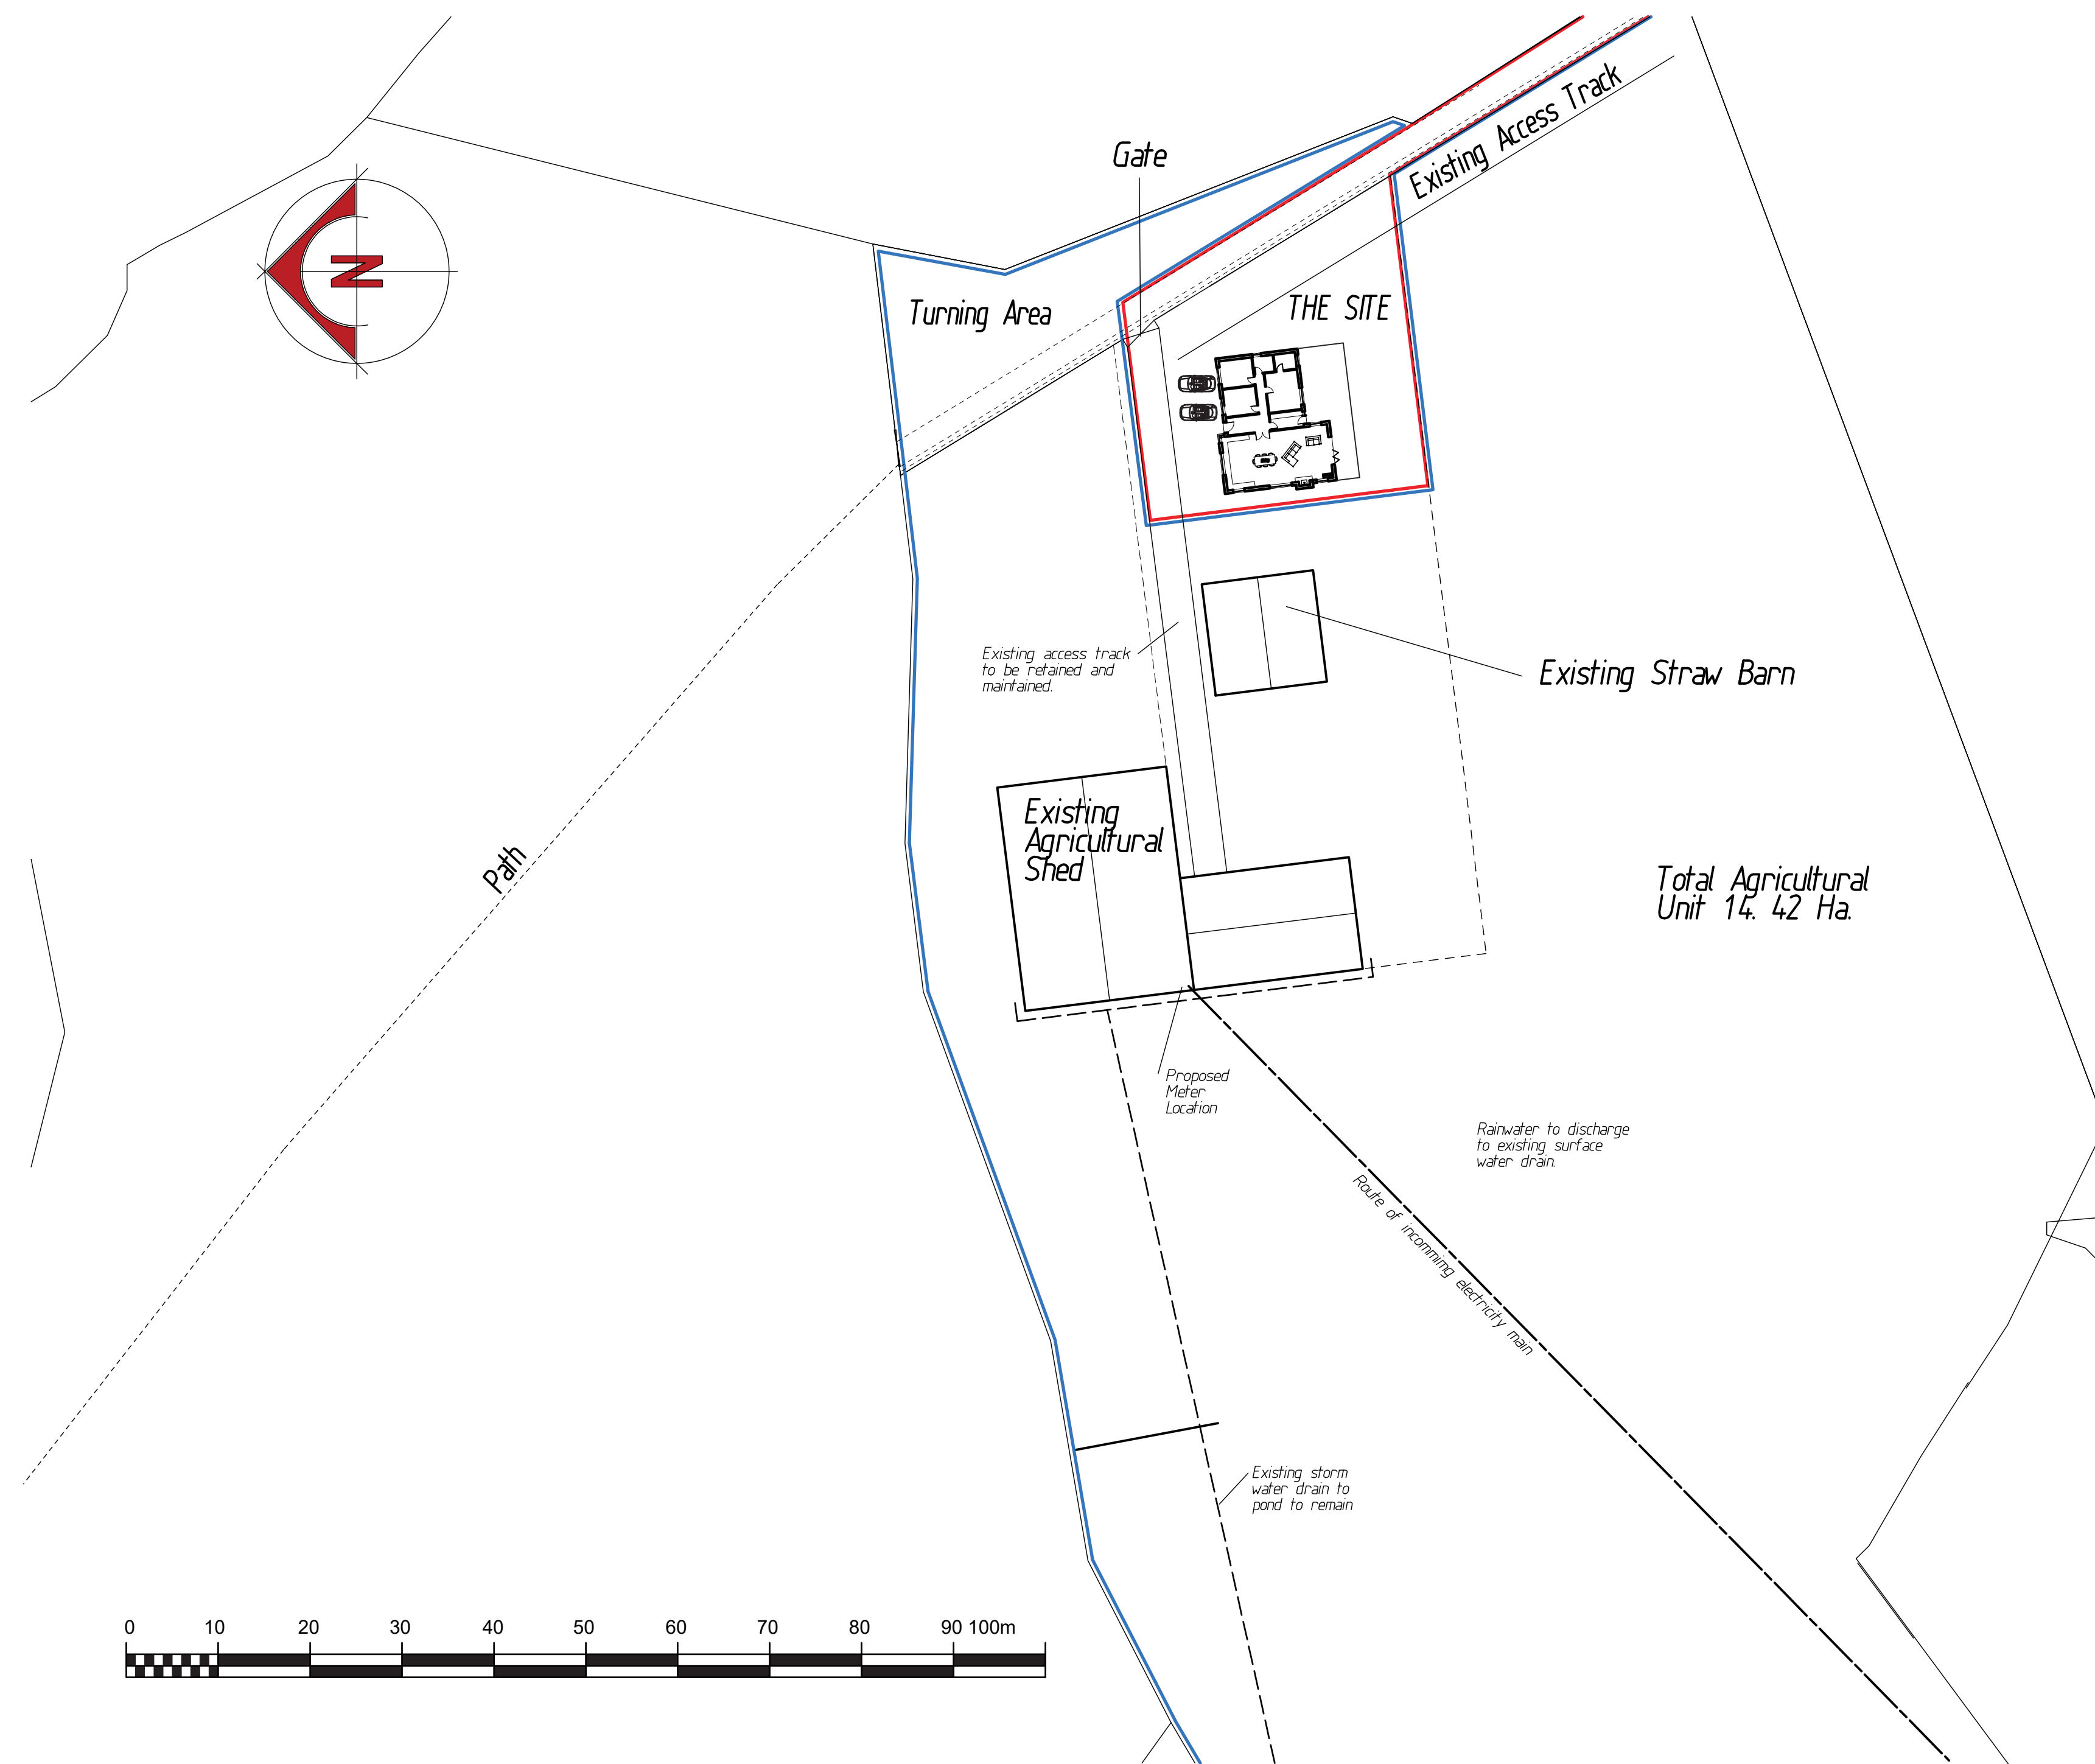 Existing Access Track
Gate
N
Turning Area
THE SITE
Existing access track
to be retained and
maintained.
Existing Straw Barn
Existing
Agricultural
Shed
Path
Total Agricultural
Unit 14. 42 Ha.
Proposed
Meter
Location
Rainwater to discharge
to existing surface
water drain.
Route of incomming electricity main
Existing storm
water drain to
pond to remain
0 10 20 30 40 50 60 70 80 90 100m